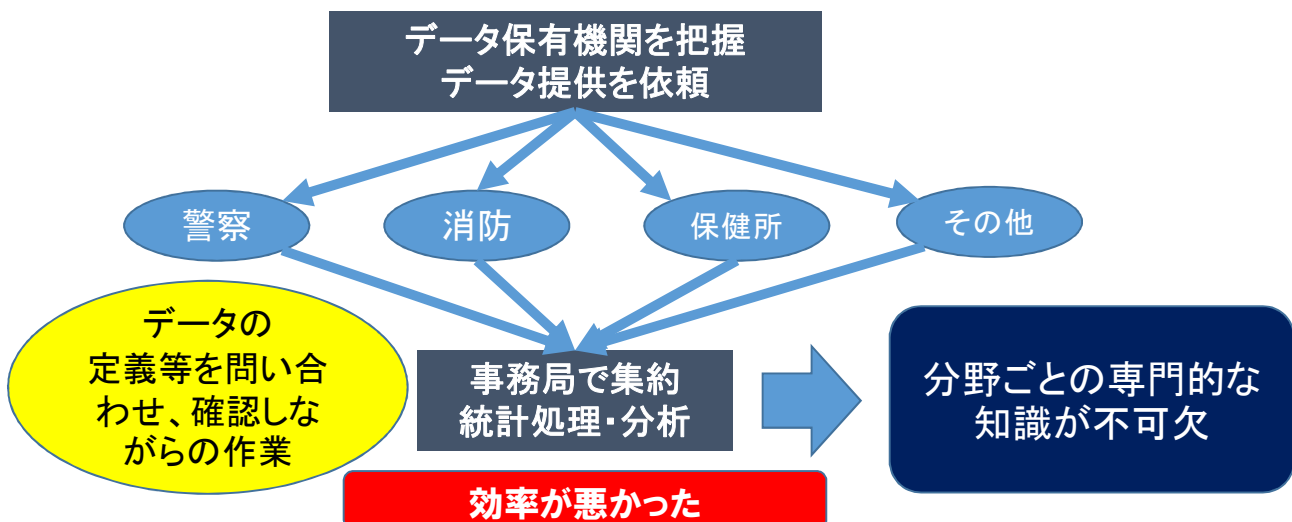 データ保有機関を把握
データ提供を依頼
警察
消防
保健所
その他
データの
定義等を問い合
わせ、確認しな
がらの作業
事務局で集約
統計処理・分析
分野ごとの専門的な
知識が不可欠
効率が悪かった